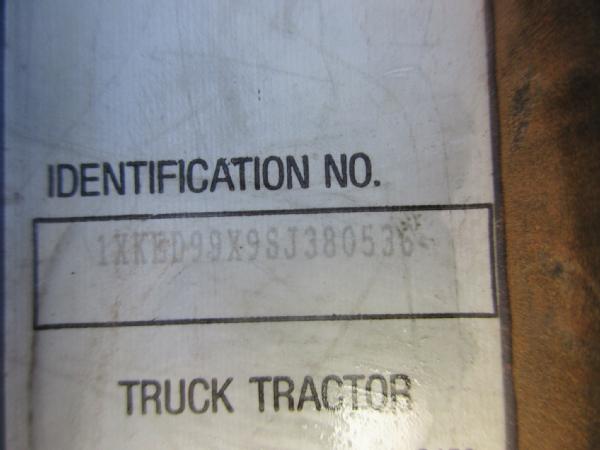 IDENTIFICATION NO.
1XKED99X9SJ380536
TRUCK TRACTOR